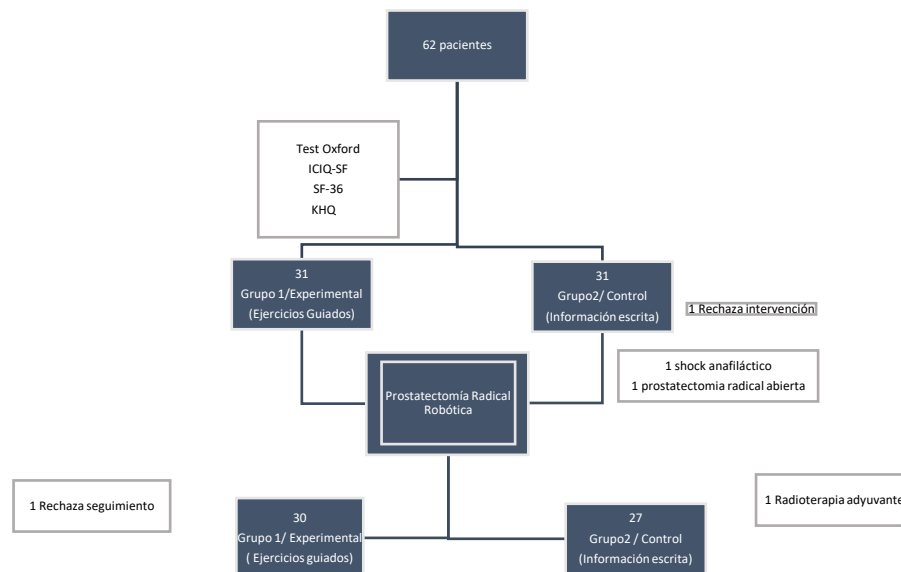 62 pacientes
Test Oxford
ICIQ-SF
SF-36
KHQ
31
Grupo 1/Experimental
(Ejercicios Guiados)
31
Grupo2/ Control
(Información escrita)
1 Rechaza intervención
1 shock anafiláctico
1 prostatectomia radical abierta
Prostatectomía Radical
Robótica
1 Rechaza seguimiento
30
Grupo 1/ Experimental
( Ejercicios guiados)
27
Grupo2 / Control
(Información escrita)
1 Radioterapia adyuvante